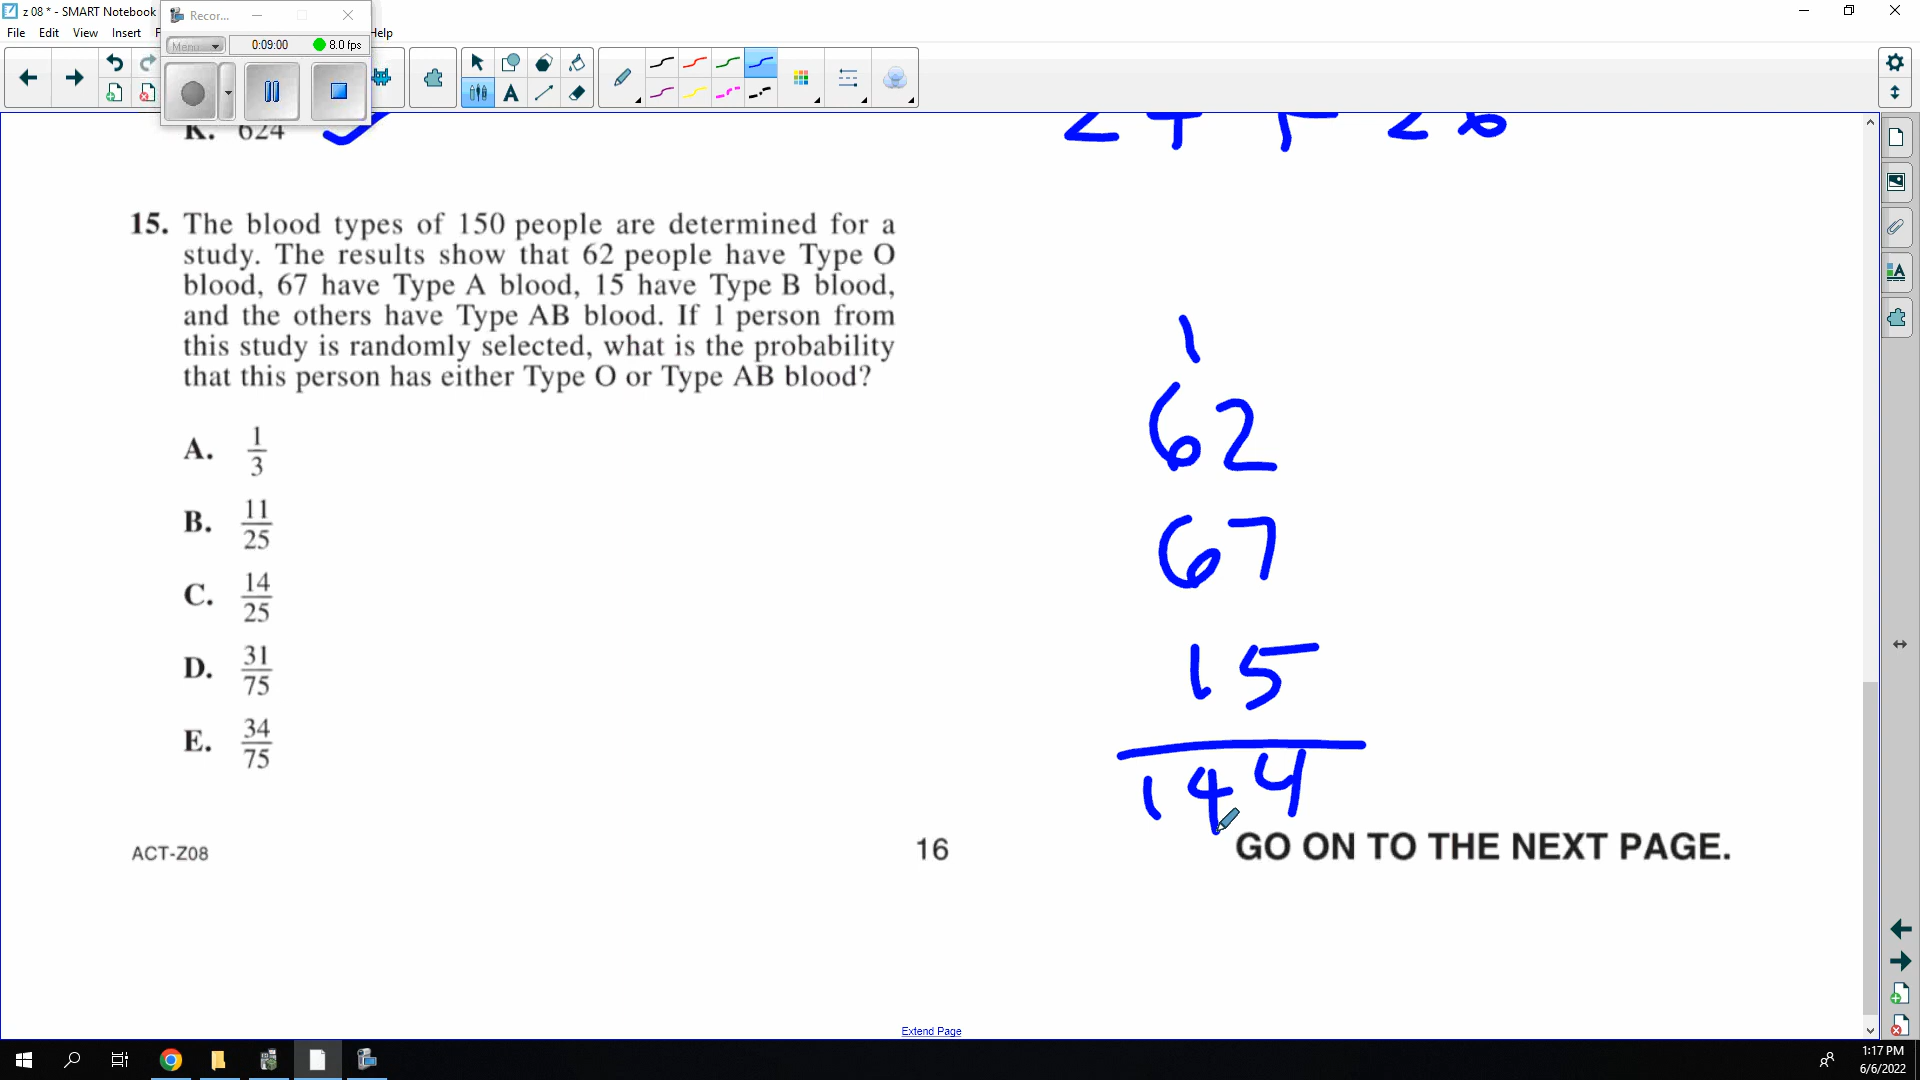 z 08 * - SMART Notebook
Recor...
File Edit View Insert
elp
Menu
0:09:00
8.0 fps
K. 624
15. The blood types of 150 people are determined for a
study. The results show that 62 people have Type O
blood, 67 have Type A blood, 15 have Type B blood,
and the others have Type AB blood. If 1 person from
this study is randomly selected, what is the probability
that this person has either Type O or Type AB blood?
A. 1/3
B. 11/25
C. 14/25
D. 31/75
E. 34/75
1
62
67
15
144
ACT-Z08
16
GO ON TO THE NEXT PAGE.
Extend Page
1:17 PM
6/6/2022